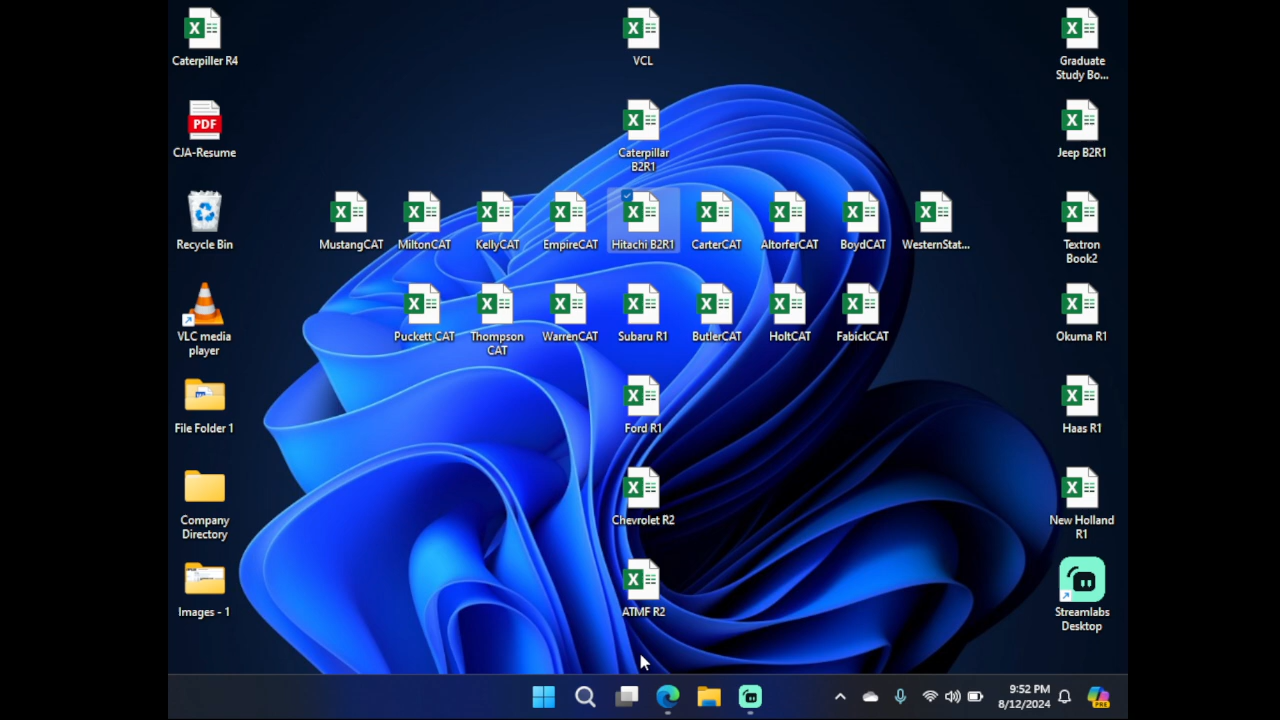 Caterpiller R4
VCL
Graduate
Study Bo...
PDF
CJA-Resume
Caterpillar
B2R1
Jeep B2R1
Recycle Bin
MustangCAT
MiltonCAT
KellyCAT
EmpireCAT
Hitachi B2R1
CarterCAT
AltorferCAT
BoydCAT
WesternStat...
Textron
Book2
VLC media
player
Puckett CAT
Thompson
CAT
WarrenCAT
Subaru R1
ButlerCAT
HoltCAT
FabickCAT
Okuma R1
File Folder 1
Ford R1
Haas R1
Company
Directory
Chevrolet R2
New Holland
R1
Images - 1
ATMF R2
Streamlabs
Desktop
9:52 PM
8/12/2024
PRE